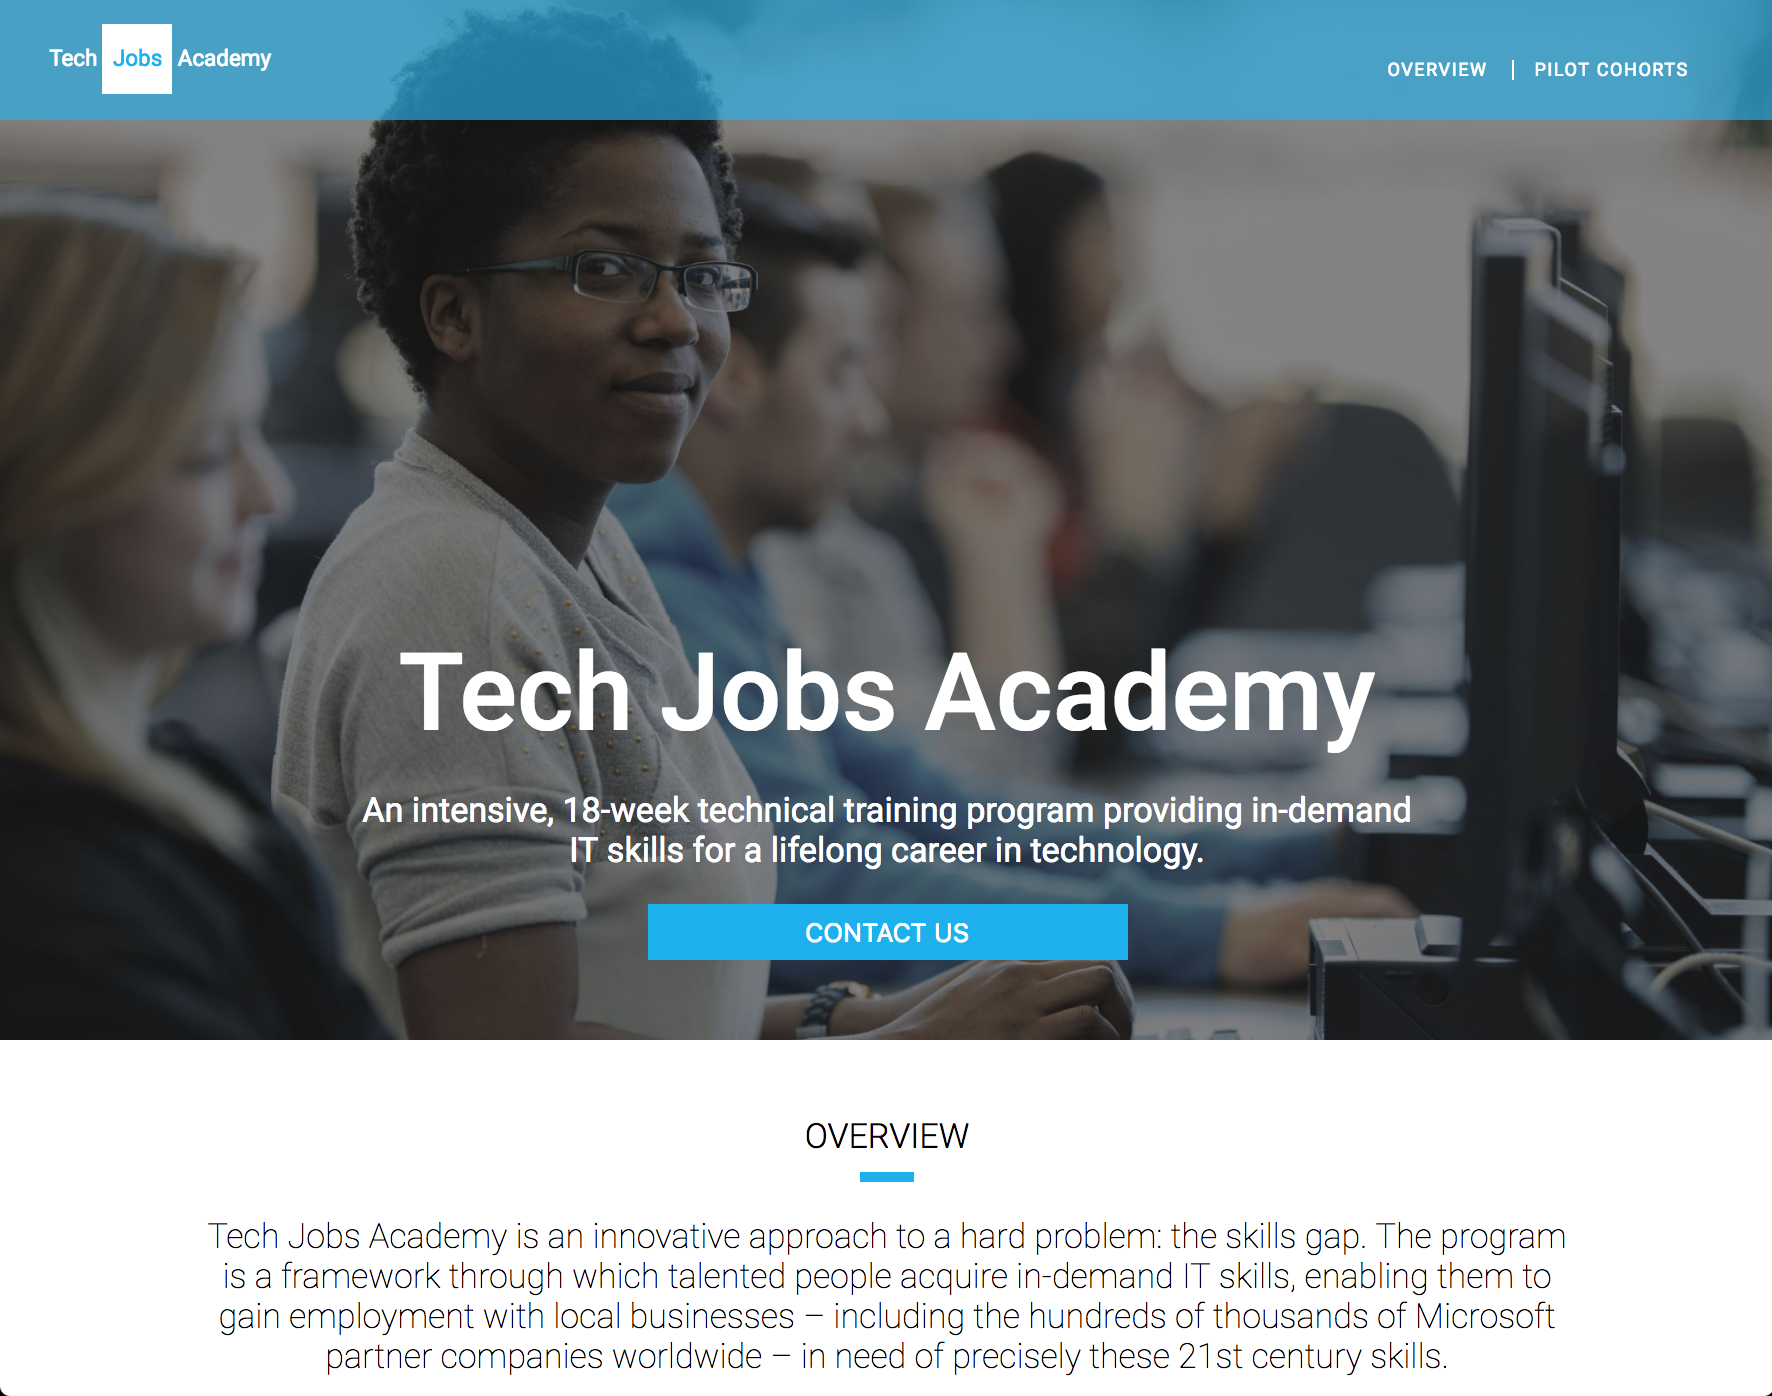 Tech Jobs Academy
OVERVIEW | PILOT COHORTS
Tech Jobs Academy
An intensive, 18-week technical training program providing in-demand
IT skills for a lifelong career in technology.
CONTACT US
OVERVIEW
Tech Jobs Academy is an innovative approach to a hard problem: the skills gap. The program
is a framework through which talented people acquire in-demand IT skills, enabling them to
gain employment with local businesses – including the hundreds of thousands of Microsoft
partner companies worldwide – in need of precisely these 21st century skills.